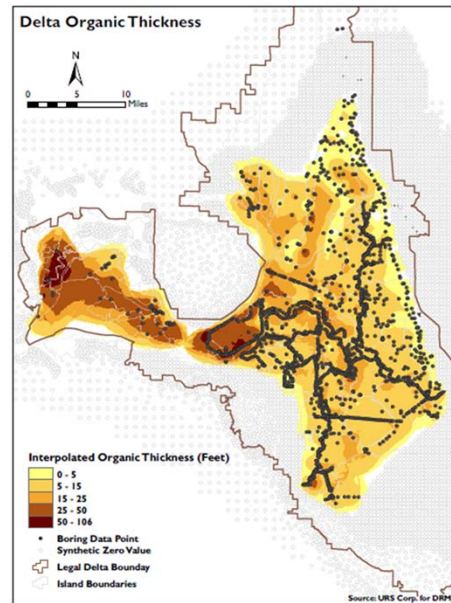 Delta Organic Thickness
N
0 5 10
Miles
Interpolated Organic Thickness (Feet)
0 - 5
5 - 15
15 - 25
25 - 50
50 - 106
Boring Data Point
Synthetic Zero Value
Legal Delta Bounday
Island Boundaries
Source: URS Corp. for DRM